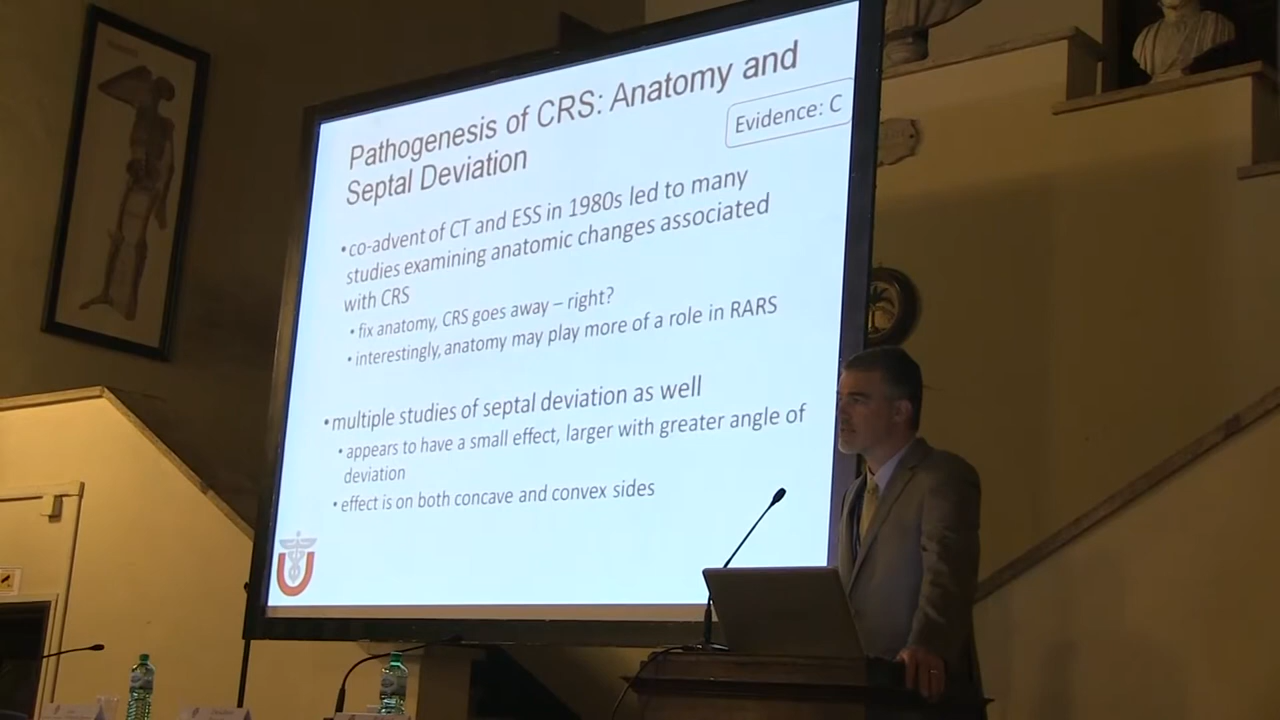 Pathogenesis of CRS: Anatomy and
Septal Deviation
Evidence: C
•co-advent of CT and ESS in 1980s led to many
studies examining anatomic changes associated
with CRS
•fix anatomy, CRS goes away – right?
•interestingly, anatomy may play more of a role in RARS
•multiple studies of septal deviation as well
•appears to have a small effect, larger with greater angle of
deviation
•effect is on both concave and convex sides
U